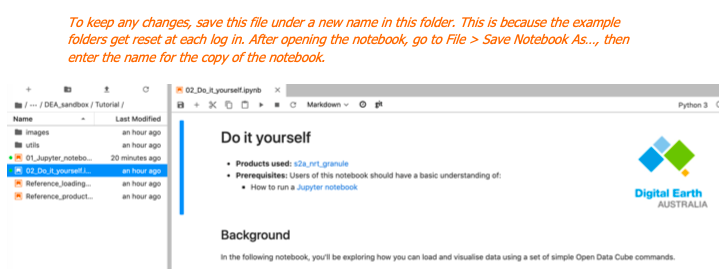 To keep any changes, save this file under a new name in this folder. This is because the example
folders get reset at each log in. After opening the notebook, go to File > Save Notebook As..., then
enter the name for the copy of the notebook.
02_Do_it_yourself.ipynb
/ ··· / DEA_sandbox / Tutorial /
Markdown
Python 3
Name Last Modified
images an hour ago
utils an hour ago
01_Jupyter_notebo... 20 minutes ago
02_Do_it_yourself.i... an hour ago
Reference_loading... an hour ago
Reference_product... an hour ago
Do it yourself
• Products used: s2a_nrt_granule
• Prerequisites: Users of this notebook should have a basic understanding of:
• How to run a Jupyter notebook
Digital Earth
AUSTRALIA
Background
In the following notebook, you'll be exploring how you can load and visualise data using a set of simple Open Data Cube commands.